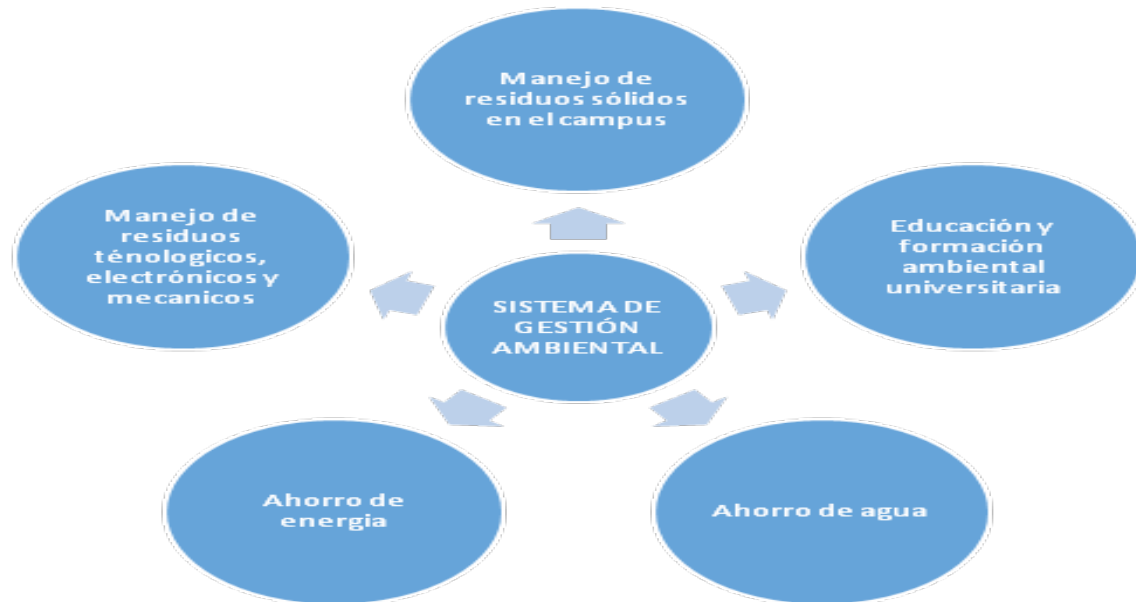 Manejo de
residuos sólidos
en el campus
Manejo de
residuos
ténologicos,
electrónicos y
mecanicos
Educación y
formación
ambiental
universitaria
SISTEMA DE
GESTIÓN
AMBIENTAL
Ahorro de
energia
Ahorro de agua